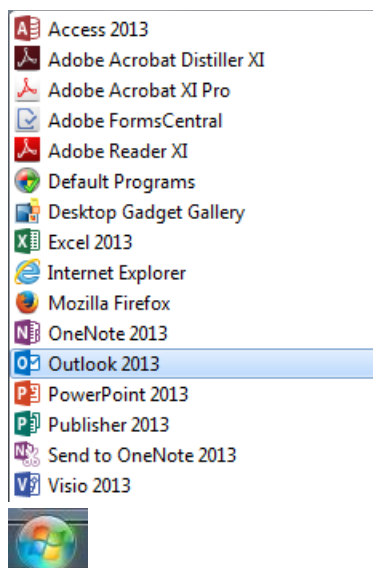 Access 2013
Adobe Acrobat Distiller XI
Adobe Acrobat XI Pro
Adobe FormsCentral
Adobe Reader XI
Default Programs
Desktop Gadget Gallery
Excel 2013
Internet Explorer
Mozilla Firefox
OneNote 2013
Outlook 2013
PowerPoint 2013
Publisher 2013
Send to OneNote 2013
Visio 2013